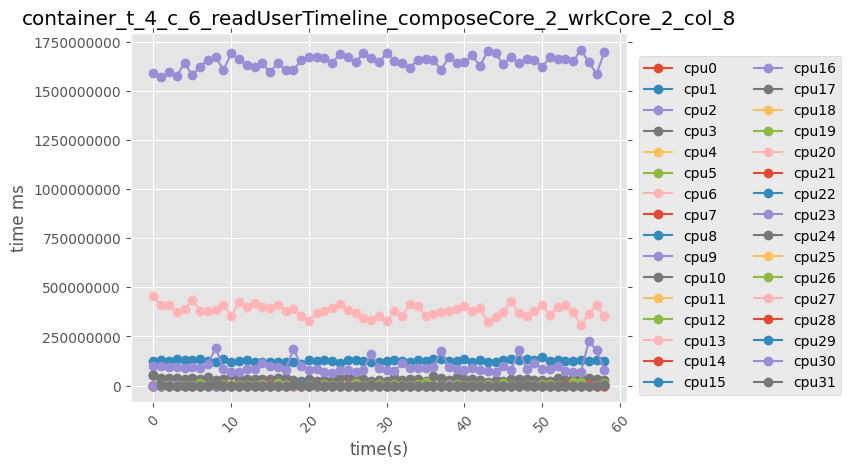 container_t_4_c_6_readUserTimeline_composeCore_2_wrkCore_2_col_8
1750000000
1500000000
1250000000
1000000000
750000000
500000000
250000000
0
time ms
0
10
20
30
40
50
60
time(s)
cpu0
cpu1
cpu2
cpu3
cpu4
cpu5
cpu6
cpu7
cpu8
cpu9
cpu10
cpu11
cpu12
cpu13
cpu14
cpu15
cpu16
cpu17
cpu18
cpu19
cpu20
cpu21
cpu22
cpu23
cpu24
cpu25
cpu26
cpu27
cpu28
cpu29
cpu30
cpu31